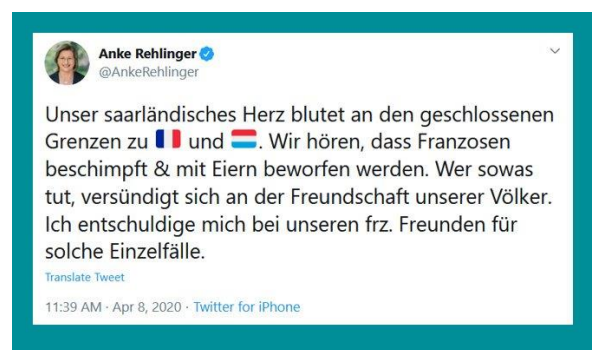 Anke Rehlinger
@AnkeRehlinger
Unser saarländisches Herz blutet an den geschlossenen
Grenzen zu 🇫🇷 und 🇱🇺. Wir hören, dass Franzosen
beschimpft & mit Eiern beworfen werden. Wer sowas
tut, versündigt sich an der Freundschaft unserer Völker.
Ich entschuldige mich bei unseren frz. Freunden für
solche Einzelfälle.
Translate Tweet
11:39 AM · Apr 8, 2020 · Twitter for iPhone